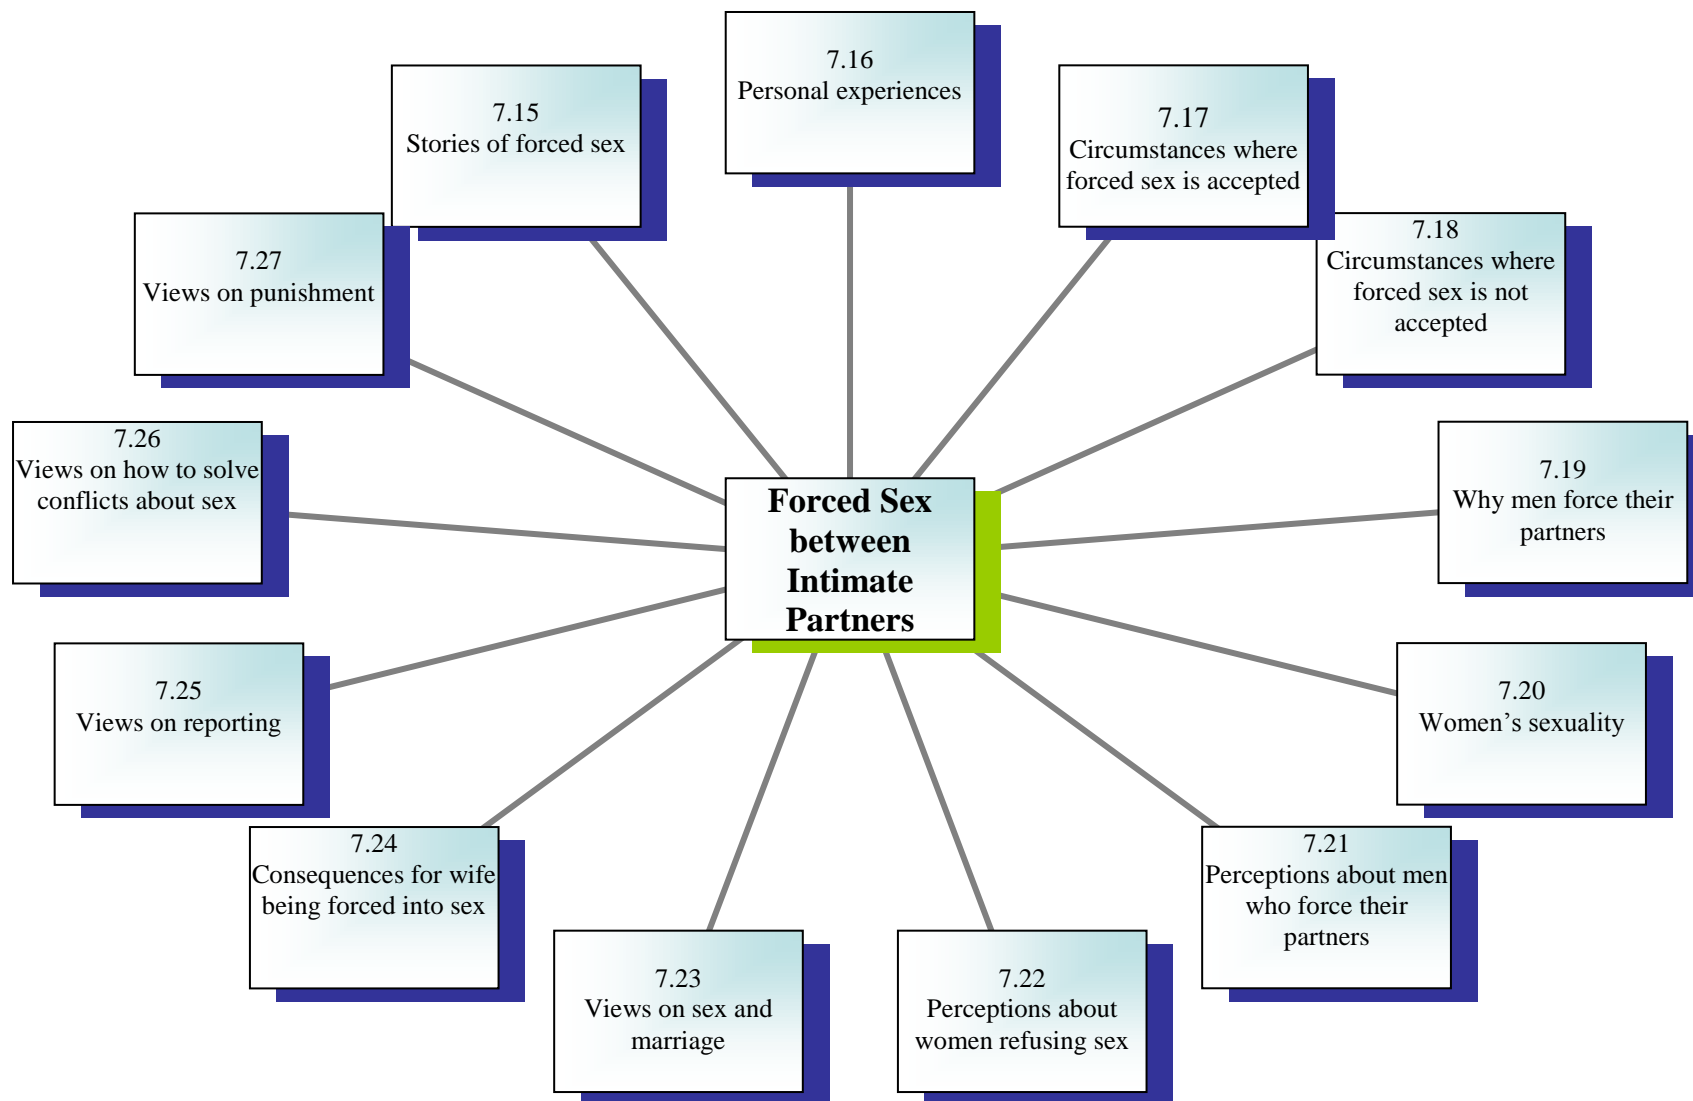 7.16
Personal experiences
7.15
Stories of forced sex
7.17
Circumstances where
forced sex is accepted
7.18
Circumstances where
forced sex is not
accepted
7.27
Views on punishment
7.26
Views on how to solve
conflicts about sex
7.19
Why men force their
partners
Forced Sex
between
Intimate
Partners
7.25
Views on reporting
7.20
Women’s sexuality
7.24
Consequences for wife
being forced into sex
7.21
Perceptions about men
who force their
partners
7.23
Views on sex and
marriage
7.22
Perceptions about
women refusing sex